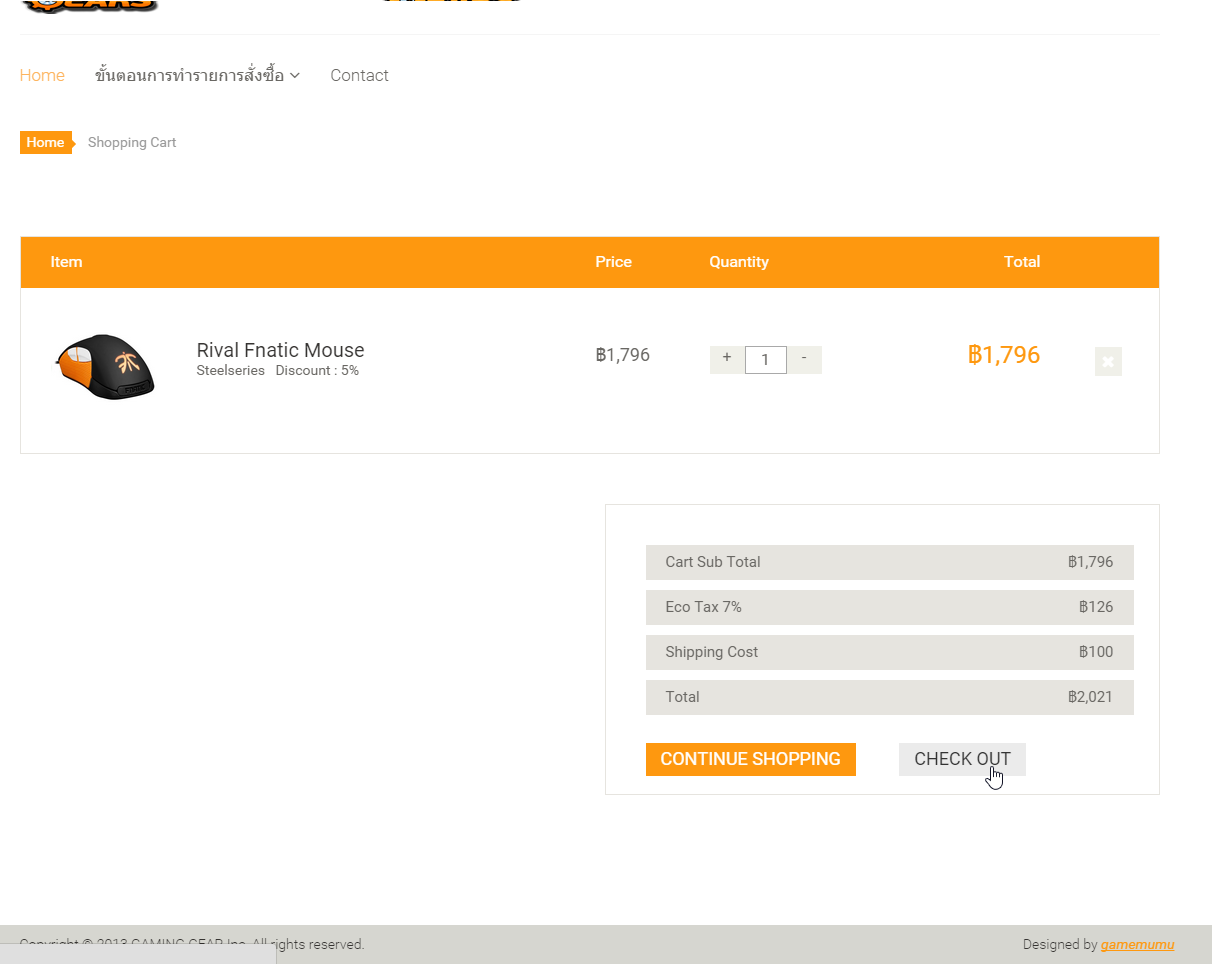 Home ขั้นตอนการทำรายการสั่งซื้อ Contact
Home Shopping Cart
Item Price Quantity Total
Rival Fnatic Mouse ฿1,796 + 1 - ฿1,796
Steelseries Discount : 5%
Cart Sub Total ฿1,796
Eco Tax 7% ฿126
Shipping Cost ฿100
Total ฿2,021
CONTINUE SHOPPING CHECK OUT
Copyright © 2013 GAMING GEAR Inc. All rights reserved. Designed by gamemumu